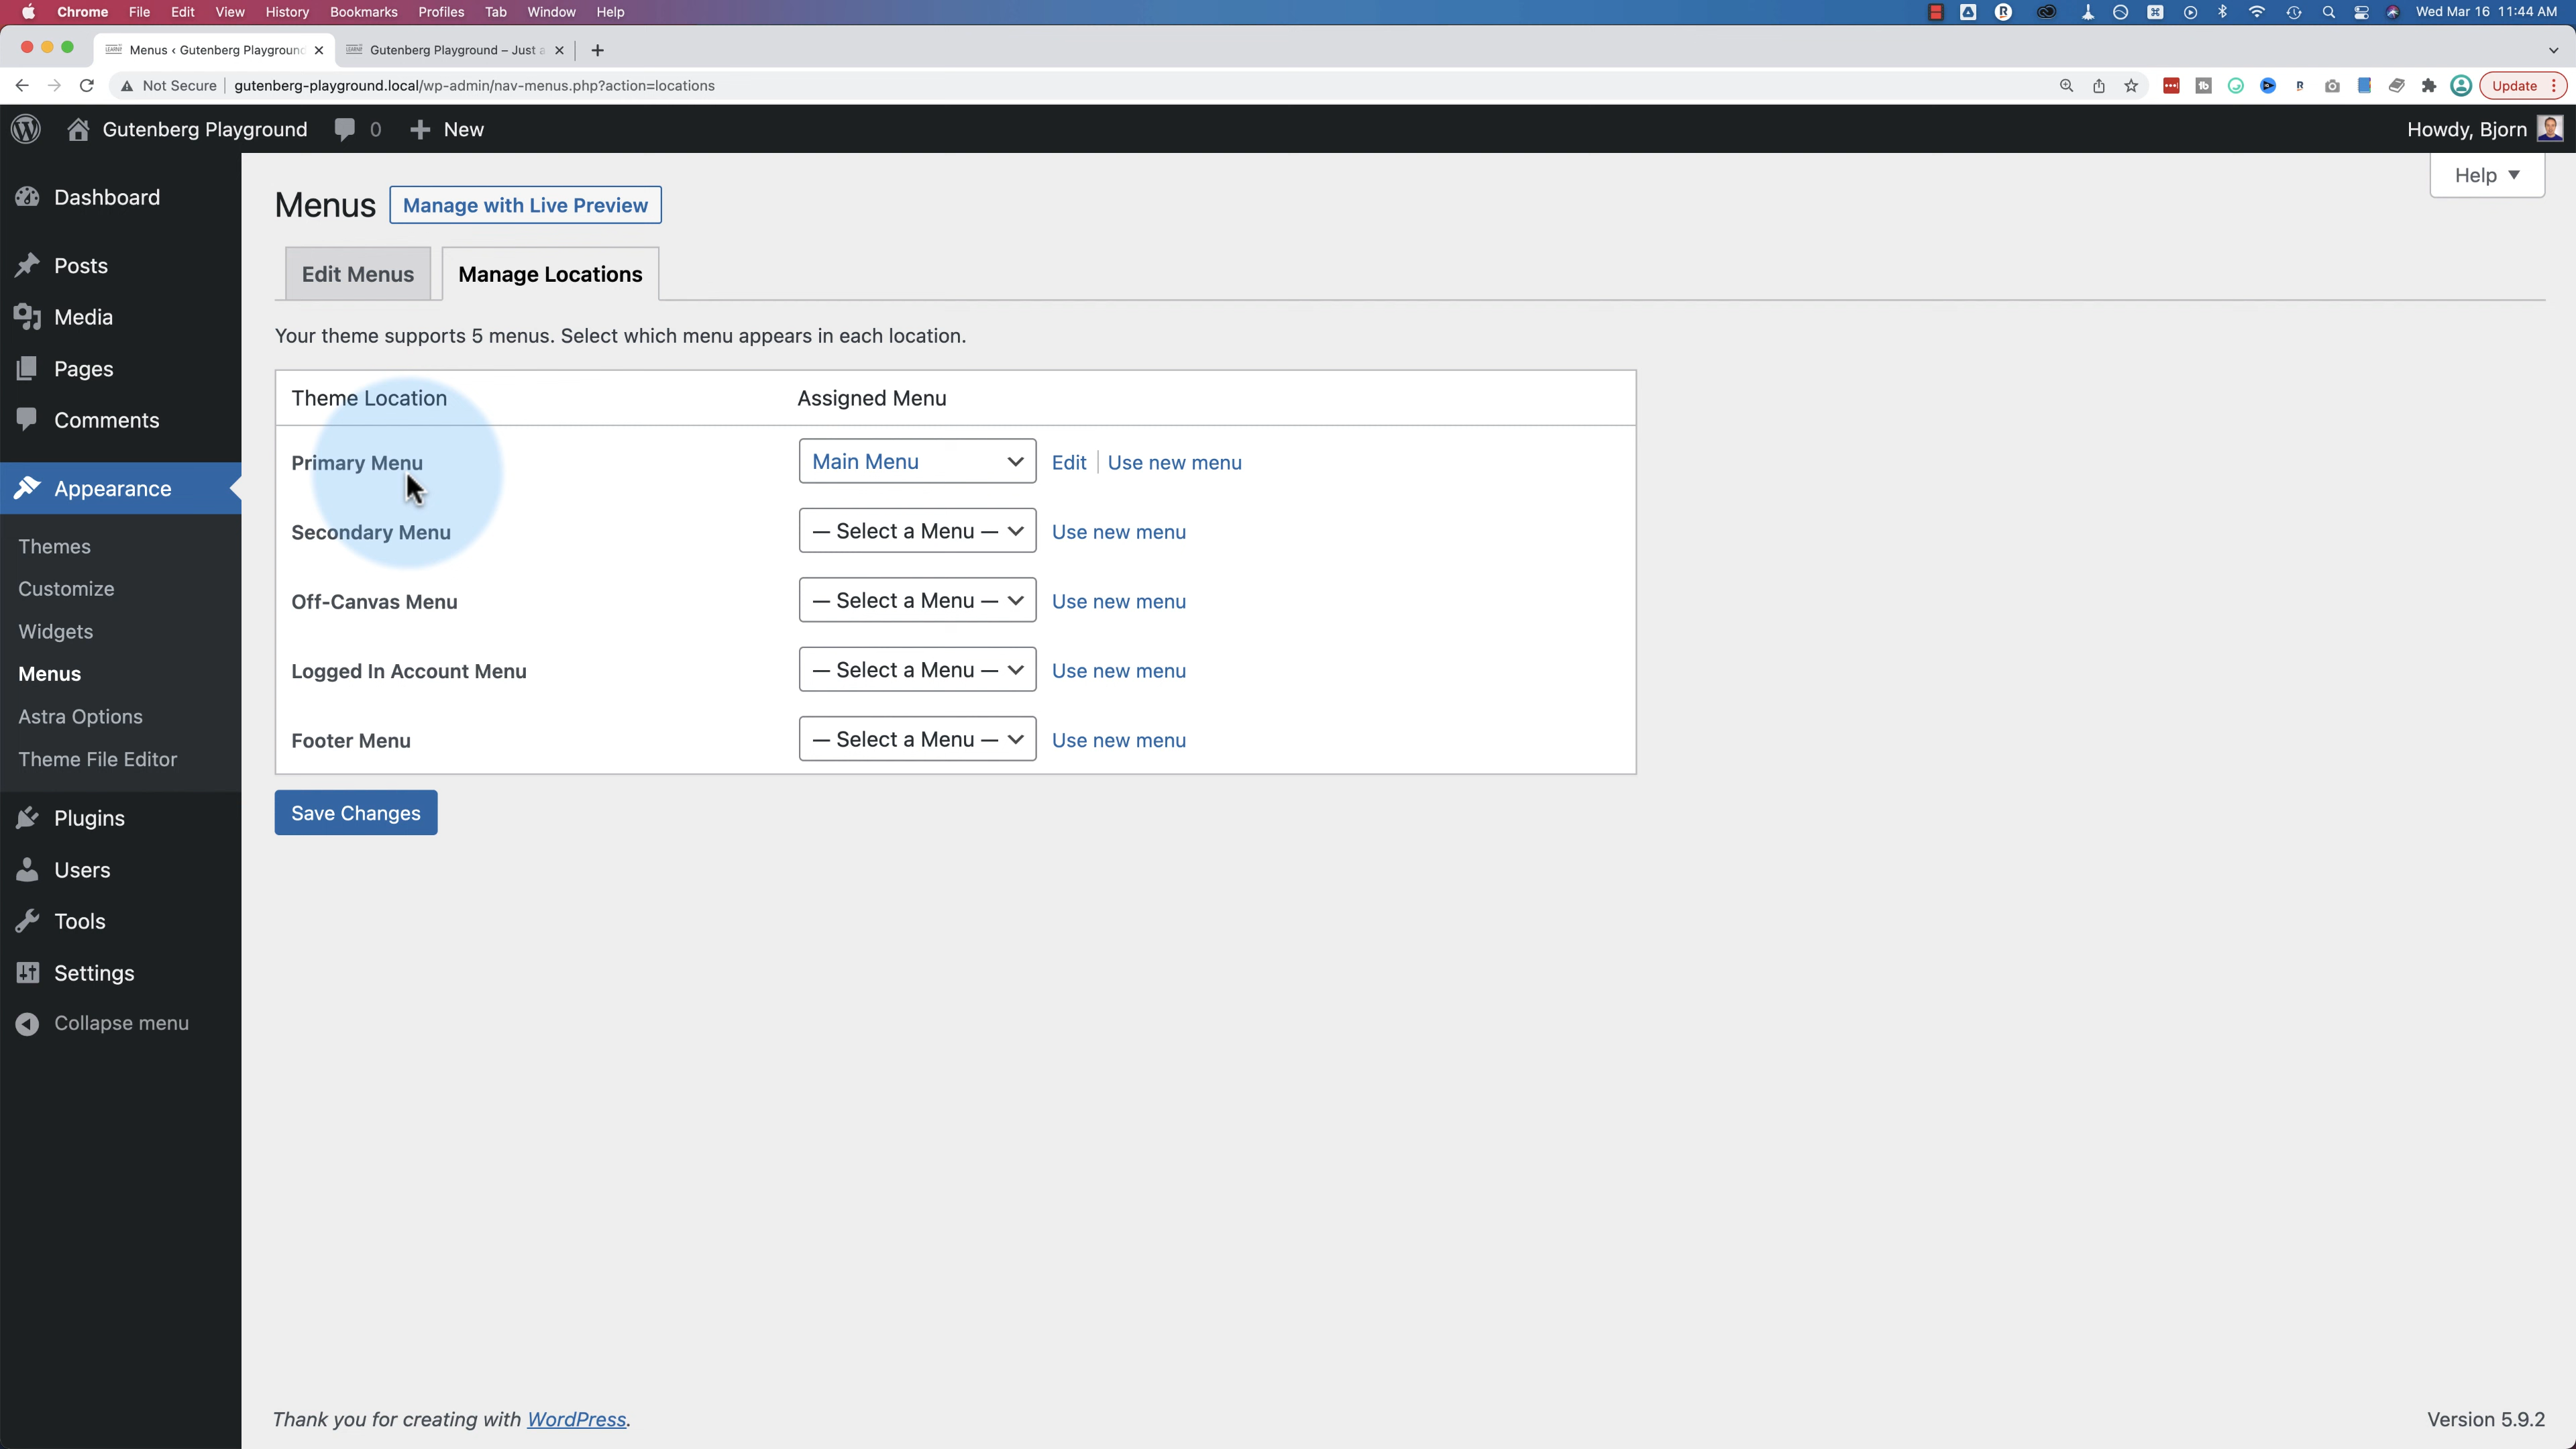 Chrome File Edit View History Bookmarks Profiles Tab Window Help Wed Mar 16 11:44 AM
Menus ‹ Gutenberg Playground Gutenberg Playground – Just a
Not Secure gutenberg-playground.local/wp-admin/nav-menus.php?action=locations Update
Gutenberg Playground 0 New Howdy, Bjorn
Help
Dashboard
Posts
Media
Pages
Comments
Appearance
Themes
Customize
Widgets
Menus
Astra Options
Theme File Editor
Plugins
Users
Tools
Settings
Collapse menu
Menus Manage with Live Preview
Edit Menus Manage Locations
Your theme supports 5 menus. Select which menu appears in each location.
Theme Location Assigned Menu
Primary Menu Main Menu Edit Use new menu
Secondary Menu — Select a Menu — Use new menu
Off-Canvas Menu — Select a Menu — Use new menu
Logged In Account Menu — Select a Menu — Use new menu
Footer Menu — Select a Menu — Use new menu
Save Changes
Thank you for creating with WordPress. Version 5.9.2